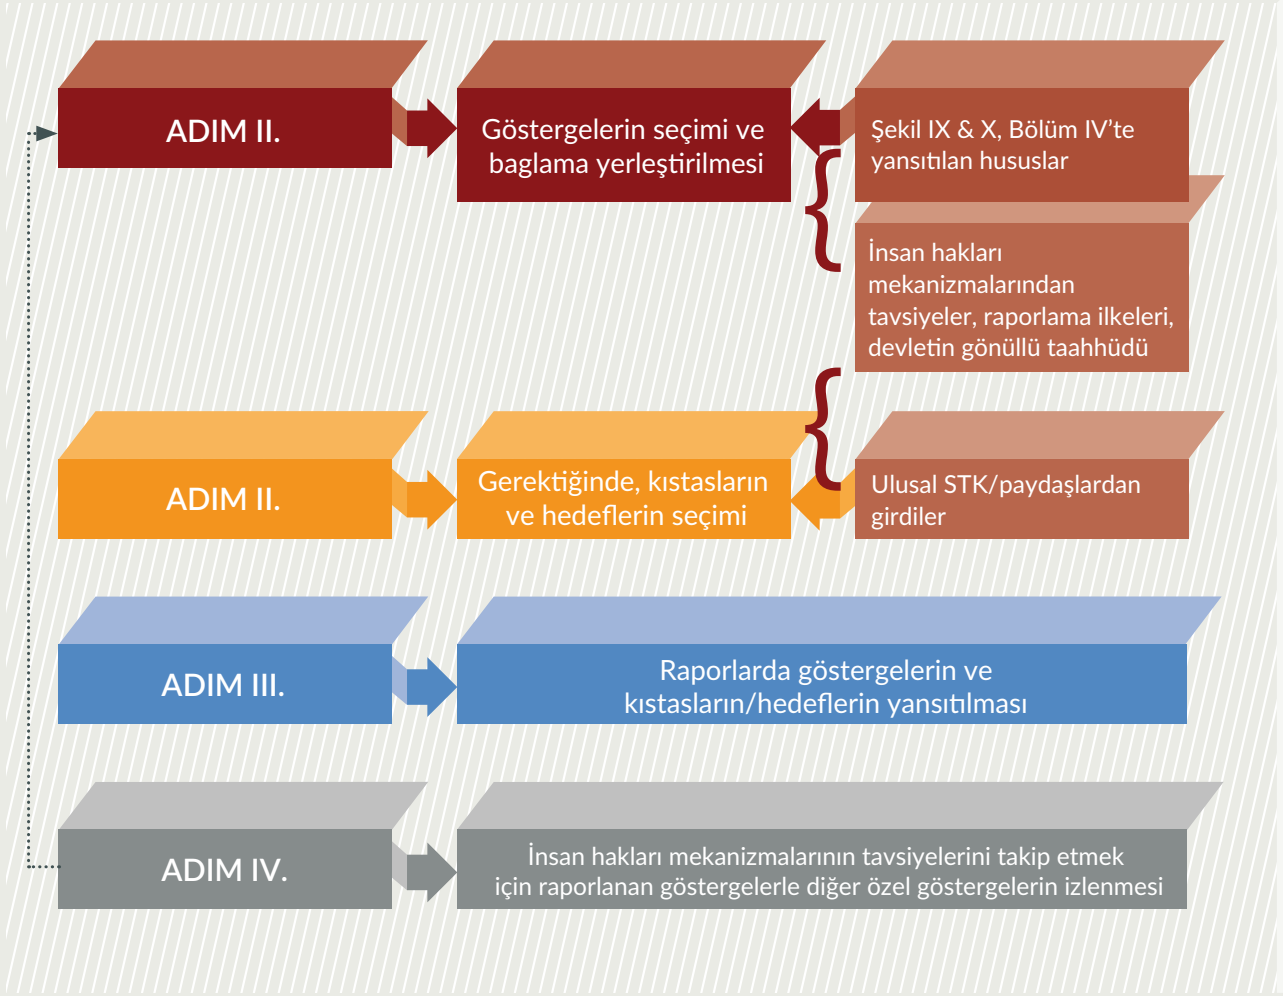 ADIM II.
Göstergelerin seçimi ve
baglama yerleştirilmesi
Şekil IX & X, Bölüm IV’te
yansıtılan hususlar
İnsan hakları
mekanizmalarından
tavsiyeler, raporlama ilkeleri,
devletin gönüllü taahhüdü
ADIM II.
Gerektiğinde, kıstasların
ve hedeflerin seçimi
Ulusal STK/paydaşlardan
girdiler
ADIM III.
Raporlarda göstergelerin ve
kıstasların/hedeflerin yansıtılması
ADIM IV.
İnsan hakları mekanizmalarının tavsiyelerini takip etmek
için raporlanan göstergelerle diğer özel göstergelerin izlenmesi